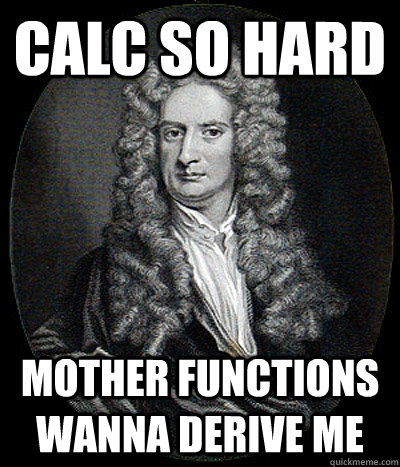 CALC SO HARD
MOTHER FUNCTIONS
WANNA DERIVE ME
quickmeme.com